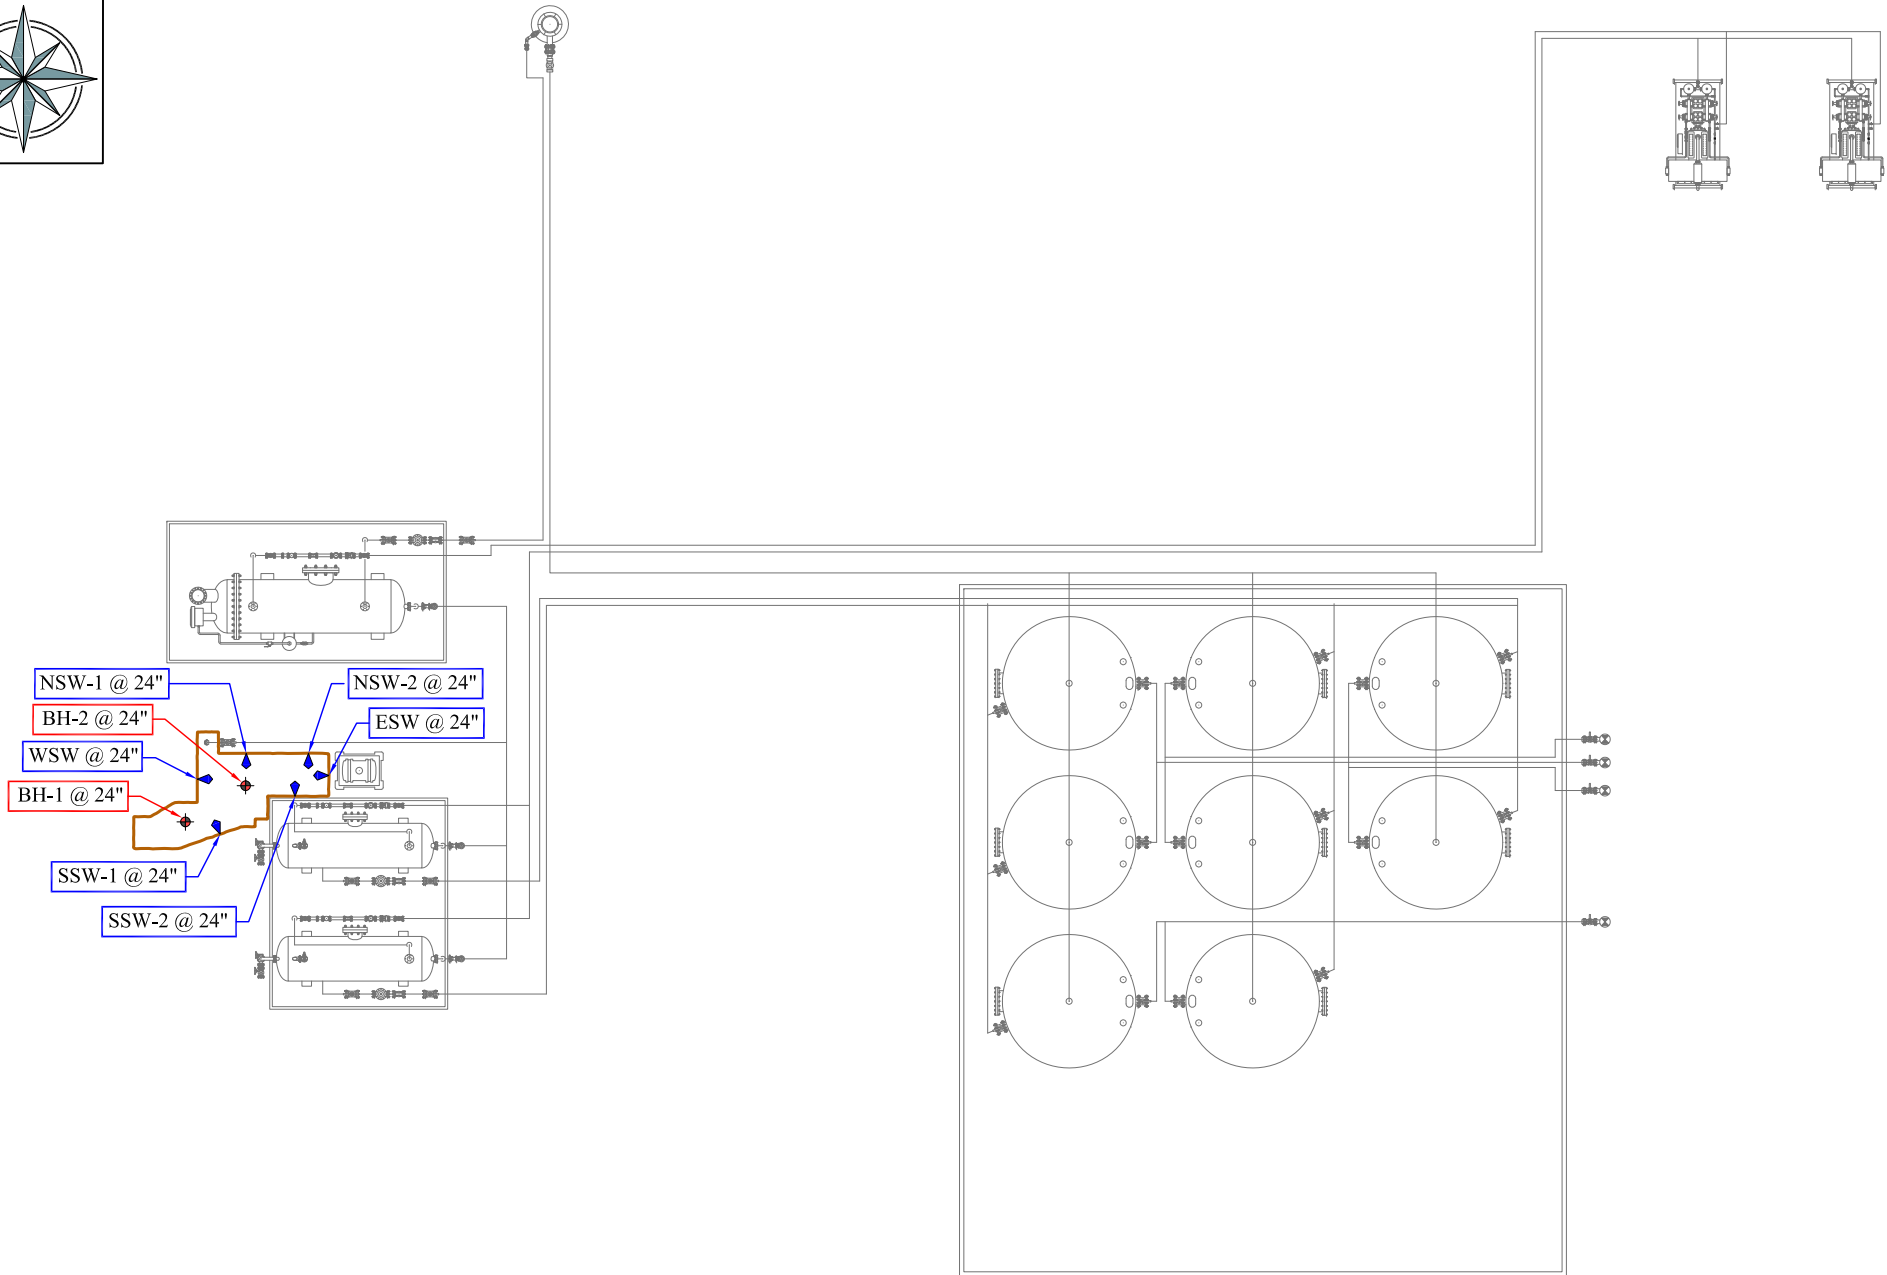 NSW-1 @ 24"
NSW-2 @ 24"
BH-2 @ 24"
ESW @ 24"
WSW @ 24"
BH-1 @ 24"
SSW-1 @ 24"
SSW-2 @ 24"